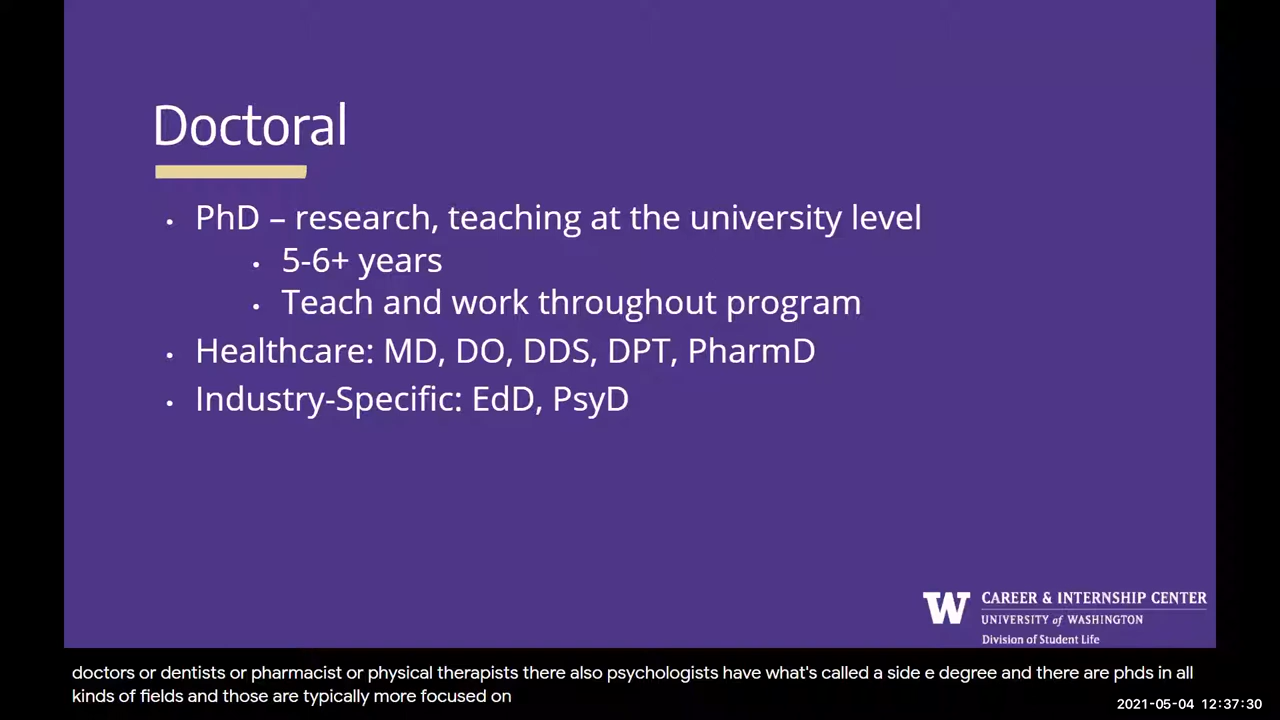 Doctoral
• PhD – research, teaching at the university level
• 5-6+ years
• Teach and work throughout program
• Healthcare: MD, DO, DDS, DPT, PharmD
• Industry-Specific: EdD, PsyD
W CAREER & INTERNSHIP CENTER
UNIVERSITY of WASHINGTON
Division of Student Life
doctors or dentists or pharmacist or physical therapists there also psychologists have what's called a side e degree and there are phds in all
kinds of fields and those are typically more focused on
2021-05-04 12:37:30